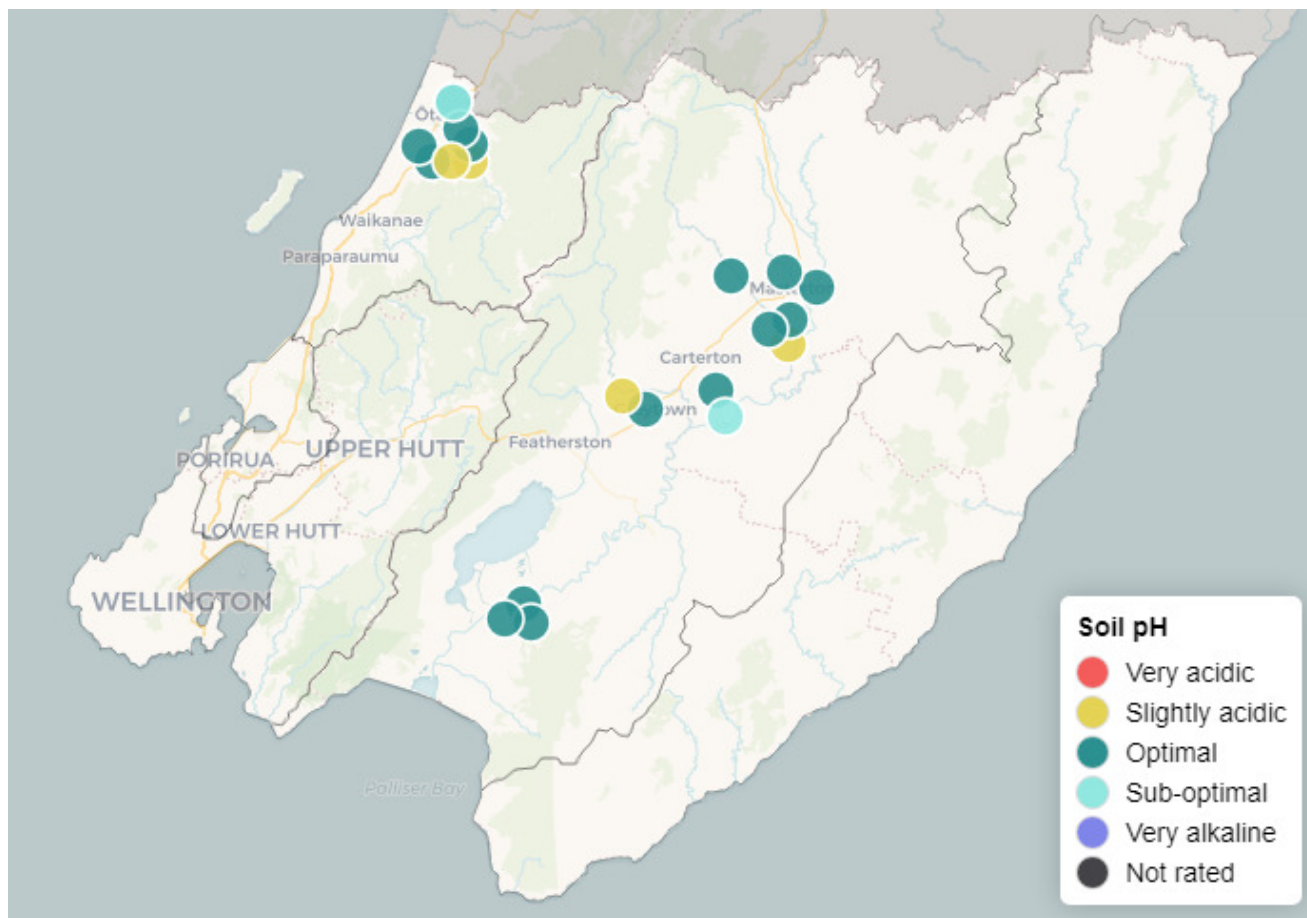 Ōt
Waikanae
Paraparaumu
Carterton
Featherston
UPPER HUTT
PORIRUA
LOWER HUTT
WELLINGTON
Palliser Bay
Soil pH
Very acidic
Slightly acidic
Optimal
Sub-optimal
Very alkaline
Not rated